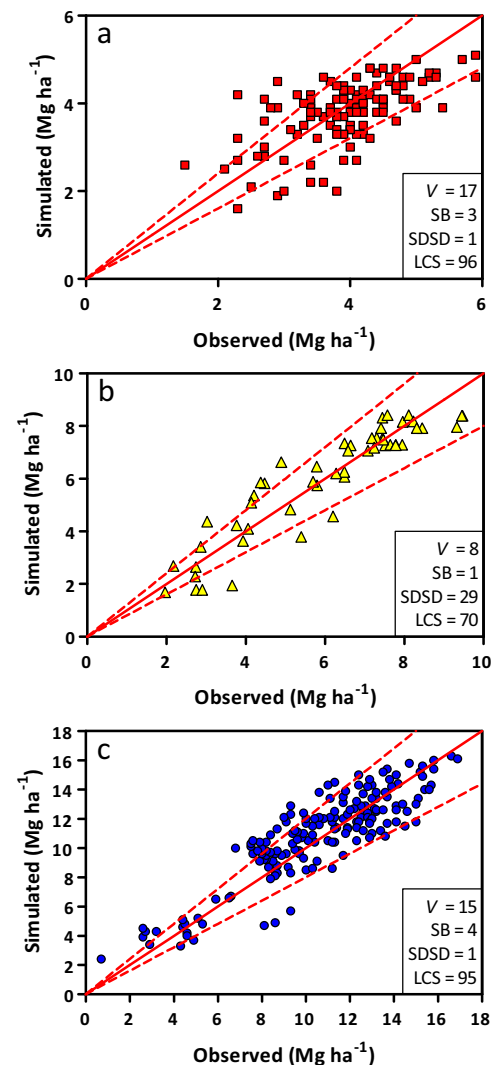 a
6
4
2
0
Simulated (Mg ha⁻¹)
V = 17
SB = 3
SDSD = 1
LCS = 96
0 2 4 6
Observed (Mg ha⁻¹)
b
10
8
6
4
2
0
Simulated (Mg ha⁻¹)
V = 8
SB = 1
SDSD = 29
LCS = 70
0 2 4 6 8 10
Observed (Mg ha⁻¹)
c
18
16
14
12
10
8
6
4
2
0
Simulated (Mg ha⁻¹)
V = 15
SB = 4
SDSD = 1
LCS = 95
0 2 4 6 8 10 12 14 16 18
Observed (Mg ha⁻¹)